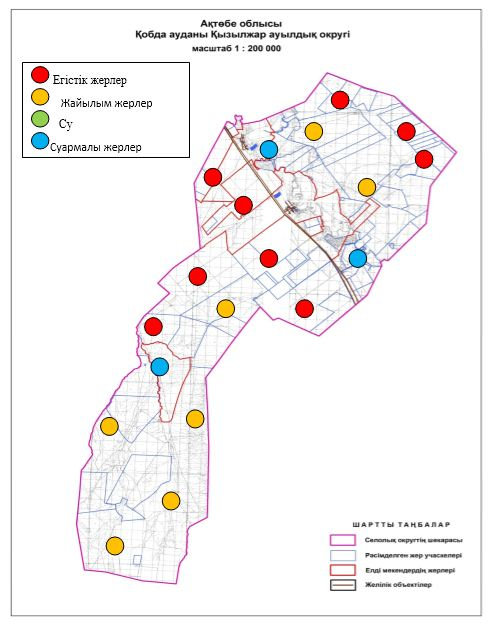 Ақтөбе облысы
Қобда ауданы Қызылжар ауылдық округі
масштаб 1 : 200 000
Егістік жерлер
Жайылым жерлер
Су
Суармалы жерлер
ШАРТТЫ ТАҢБАЛАР
Селолық округтің шекарасы
Рәсімделген жер учаскелері
Елді мекендердің жерлері
Желілік объектілер